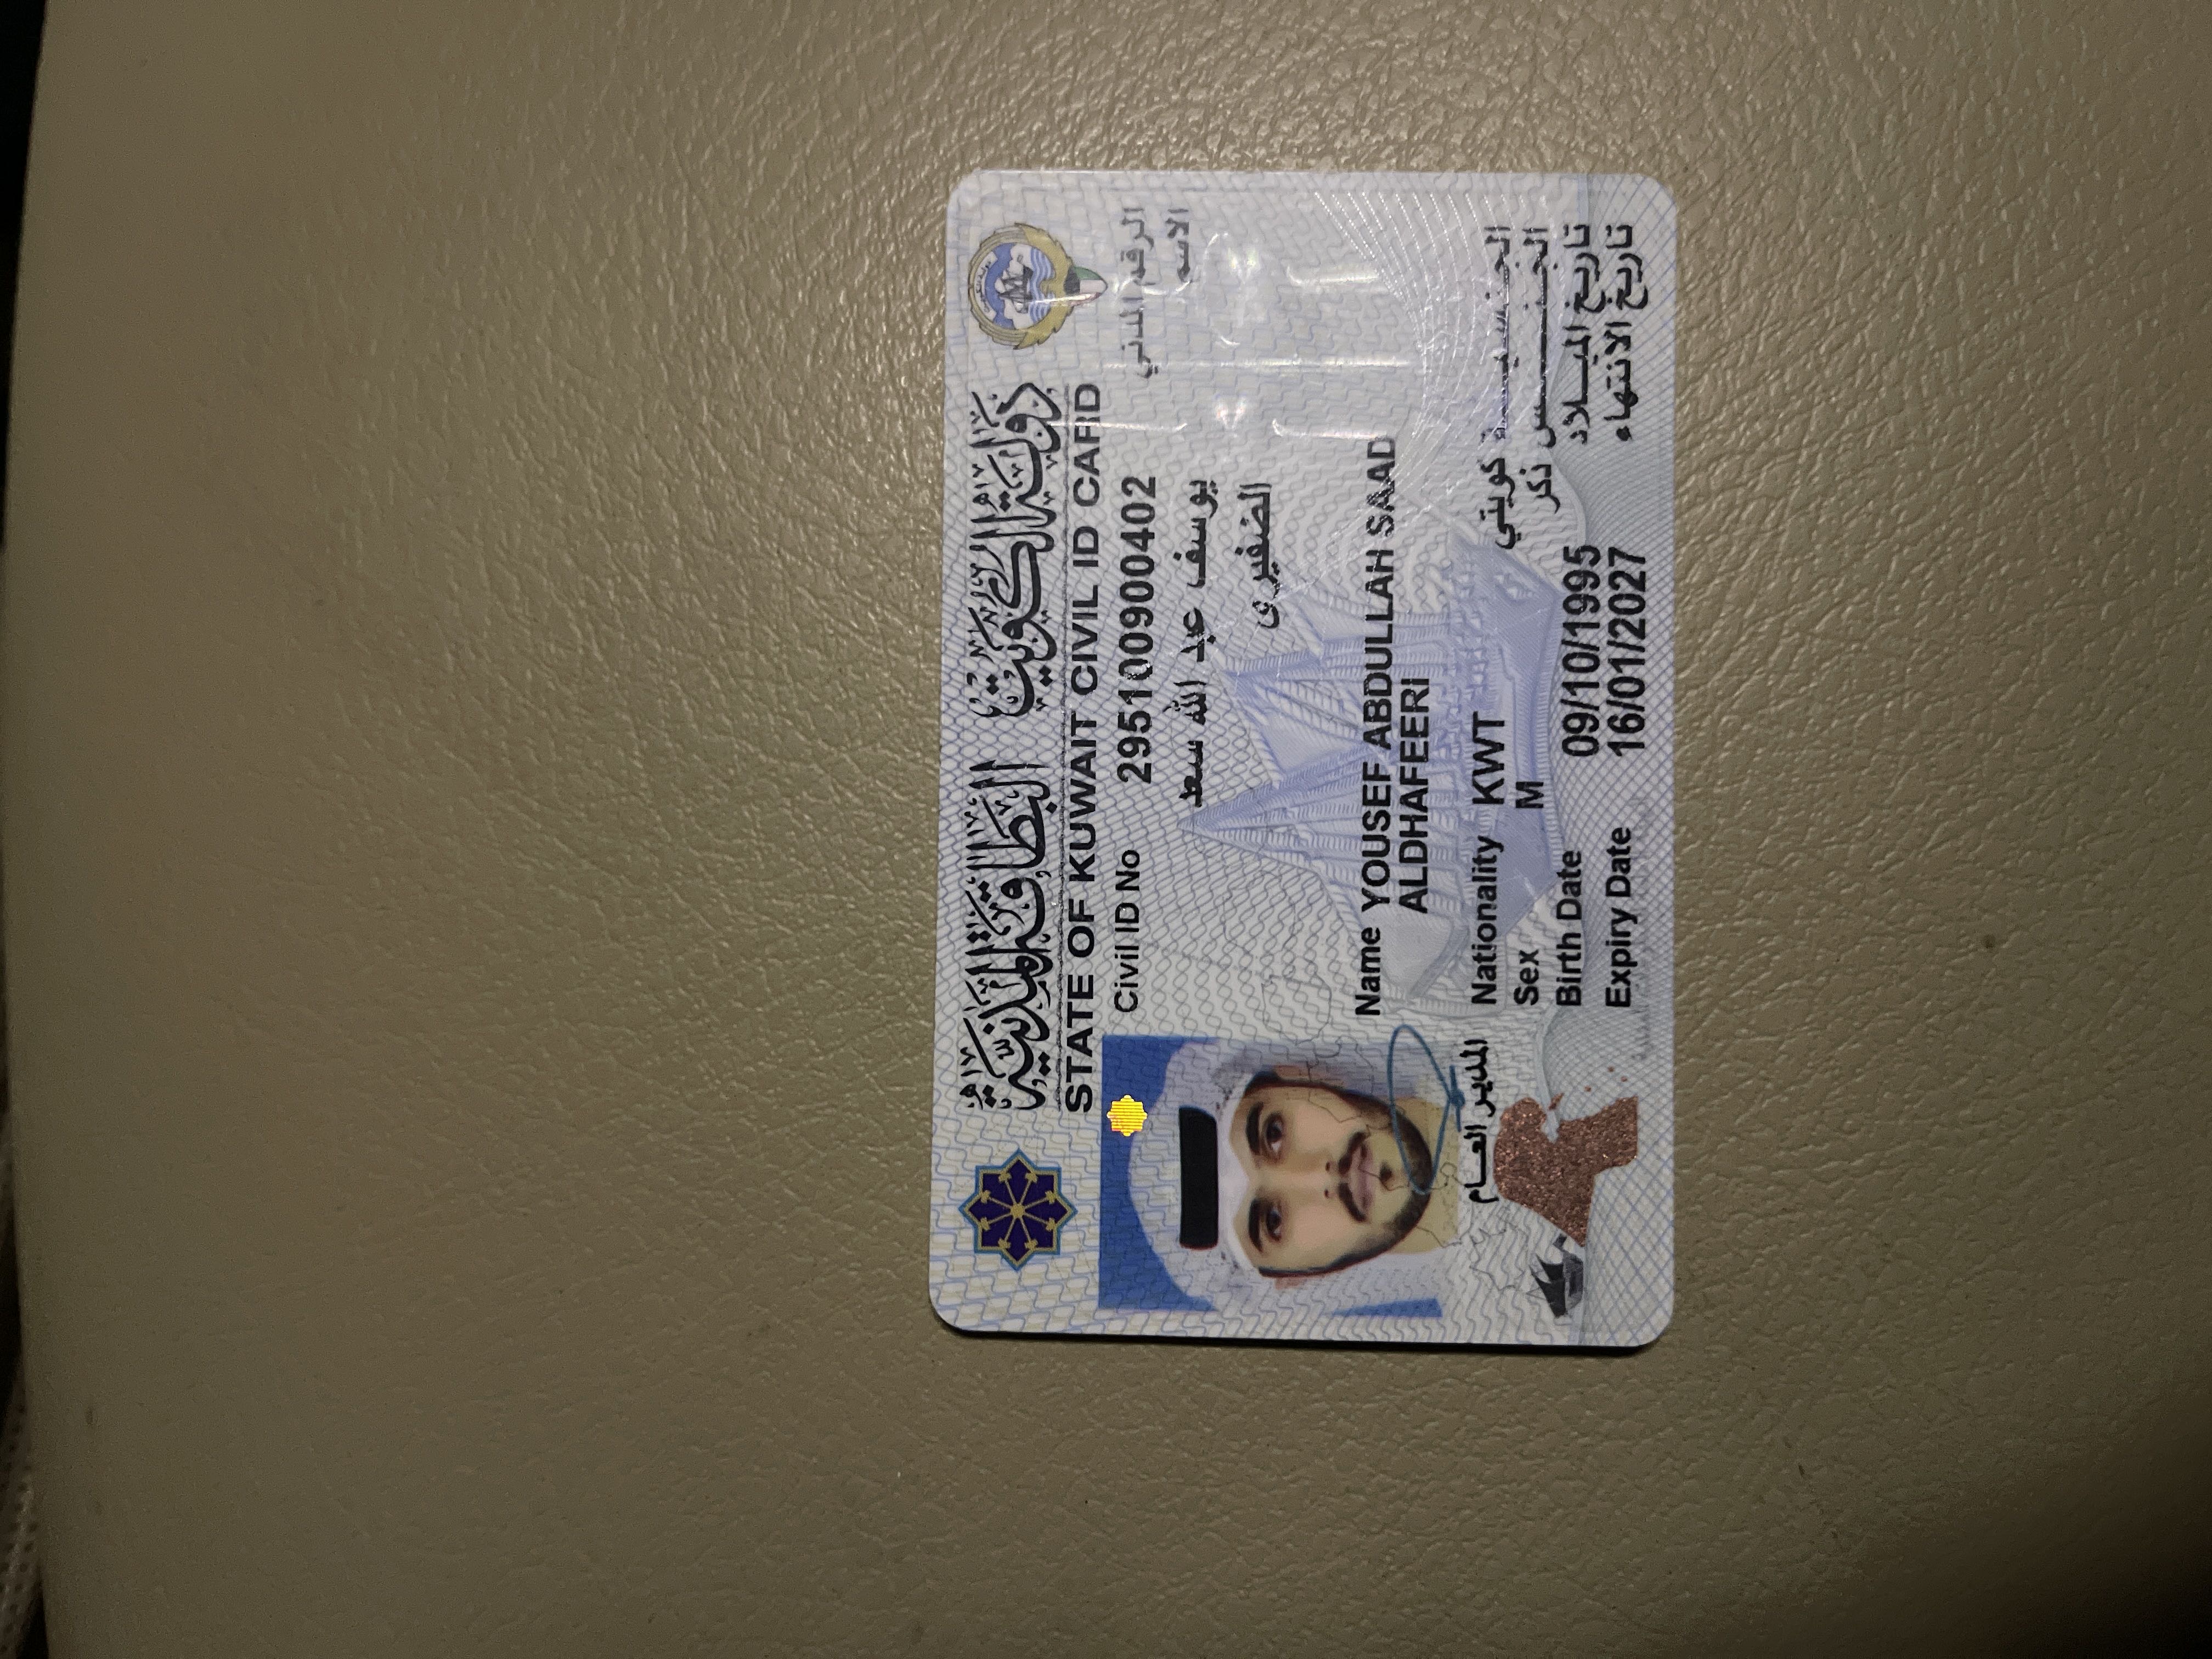 دولة الكويت البطاقة المدنية
STATE OF KUWAIT CIVIL ID CARD
Civil ID No 295100900402 الرقم المدني
الاسم
يوسف عبد الله سعد
الضفيرى
Name YOUSEF ABDULLAH SAAD
ALDHAFEERI
المدير العام
Nationality KWT الجنسية كويتي
Sex M الجنس ذكر
Birth Date 09/10/1995 تاريخ الميلاد
Expiry Date 16/01/2027 تاريخ الانتهاء